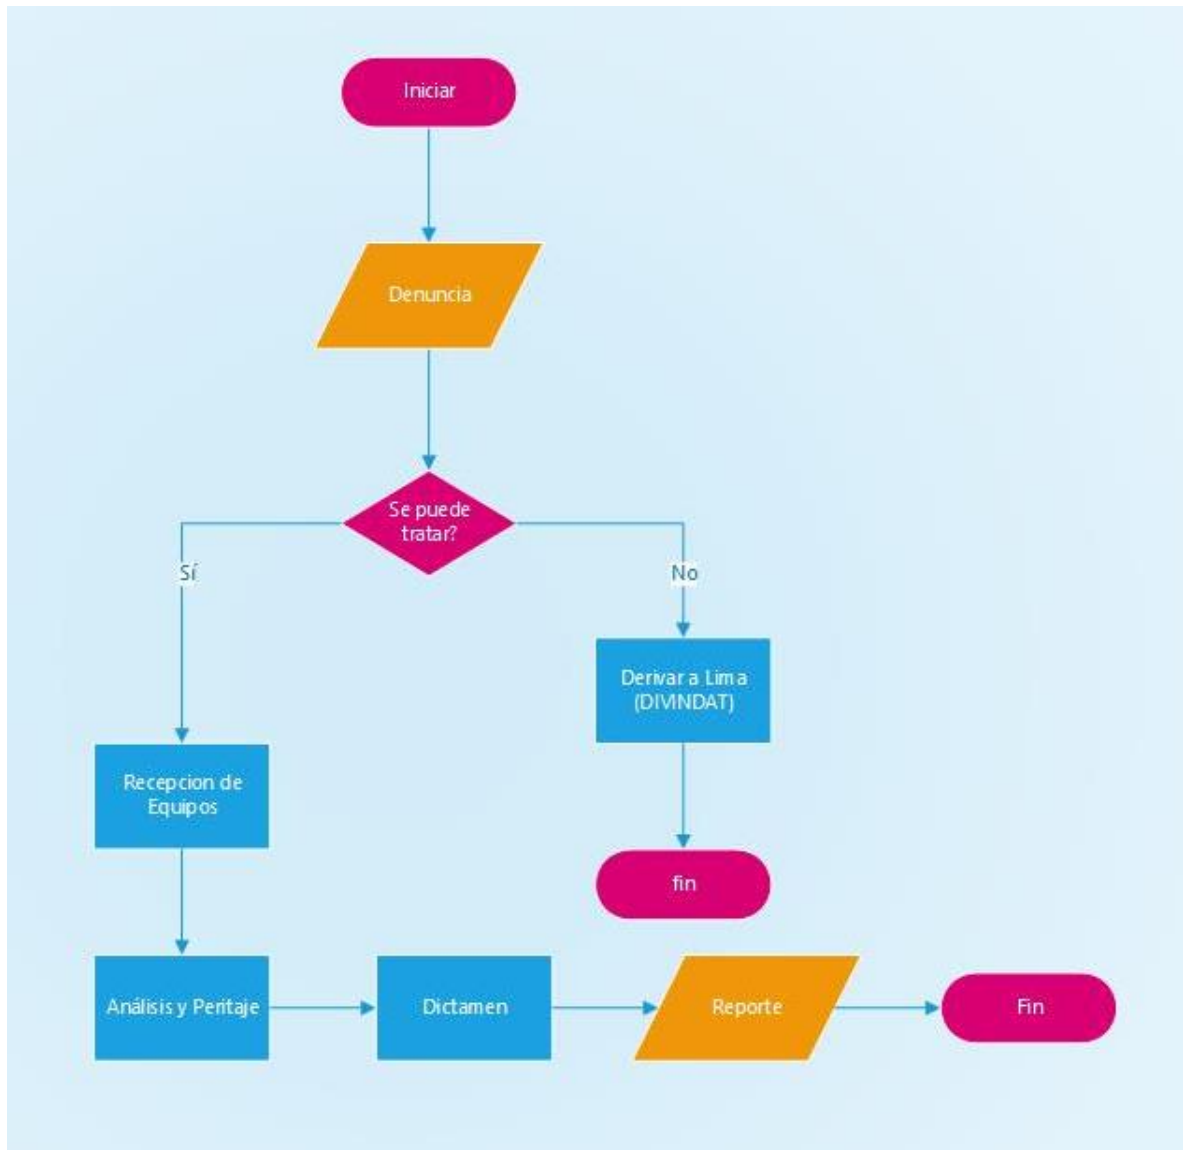 Iniciar
Denuncia
Se puede
tratar?
Sí
No
Derivar a Lima
(DIVINDAT)
Recepcion de
Equipos
fin
Análisis y Peritaje
Dictamen
Reporte
Fin